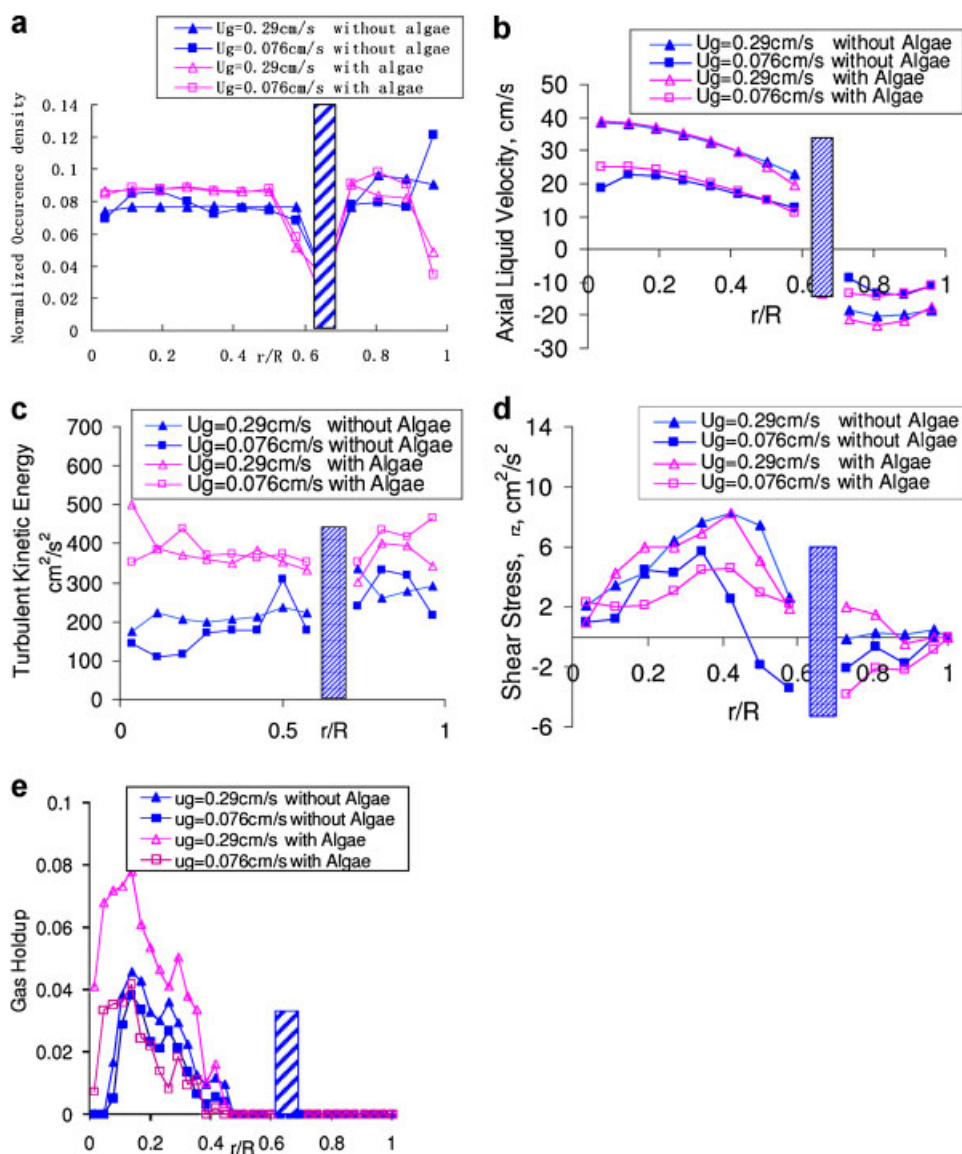 a
Ug=0.29cm/s without algae
Ug=0.076cm/s without algae
Ug=0.29cm/s with algae
Ug=0.076cm/s with algae
Normalized Occurence density
0.14
0.12
0.1
0.08
0.06
0.04
0.02
0
0 0.2 0.4 r/R 0.6 0.8 1
b
Ug=0.29cm/s without Algae
Ug=0.076cm/s without Algae
Ug=0.29cm/s with Algae
Ug=0.076cm/s with Algae
Axial Liquid Velocity, cm/s
50
40
30
20
10
0
-10
-20
-30
0 0.2 0.4 0.6 0.8 1
r/R
c
Ug=0.29cm/s without Algae
Ug=0.076cm/s without Algae
Ug=0.29cm/s with Algae
Ug=0.076cm/s with Algae
Turbulent Kinetic Energy
cm²/s²
700
600
500
400
300
200
100
0
0 0.5 r/R 1
d
Ug=0.29cm/s without Algae
Ug=0.076cm/s without Algae
Ug=0.29cm/s with Algae
Ug=0.076cm/s with Algae
Shear Stress, rz, cm²/s²
14
10
6
2
-2
-6
0 0.2 0.4 0.6 0.8 1
r/R
e
ug=0.29cm/s without Algae
ug=0.076cm/s without Algae
ug=0.29cm/s with Algae
ug=0.076cm/s with Algae
Gas Holdup
0.1
0.08
0.06
0.04
0.02
0
0 0.2 0.4 r/R 0.6 0.8 1